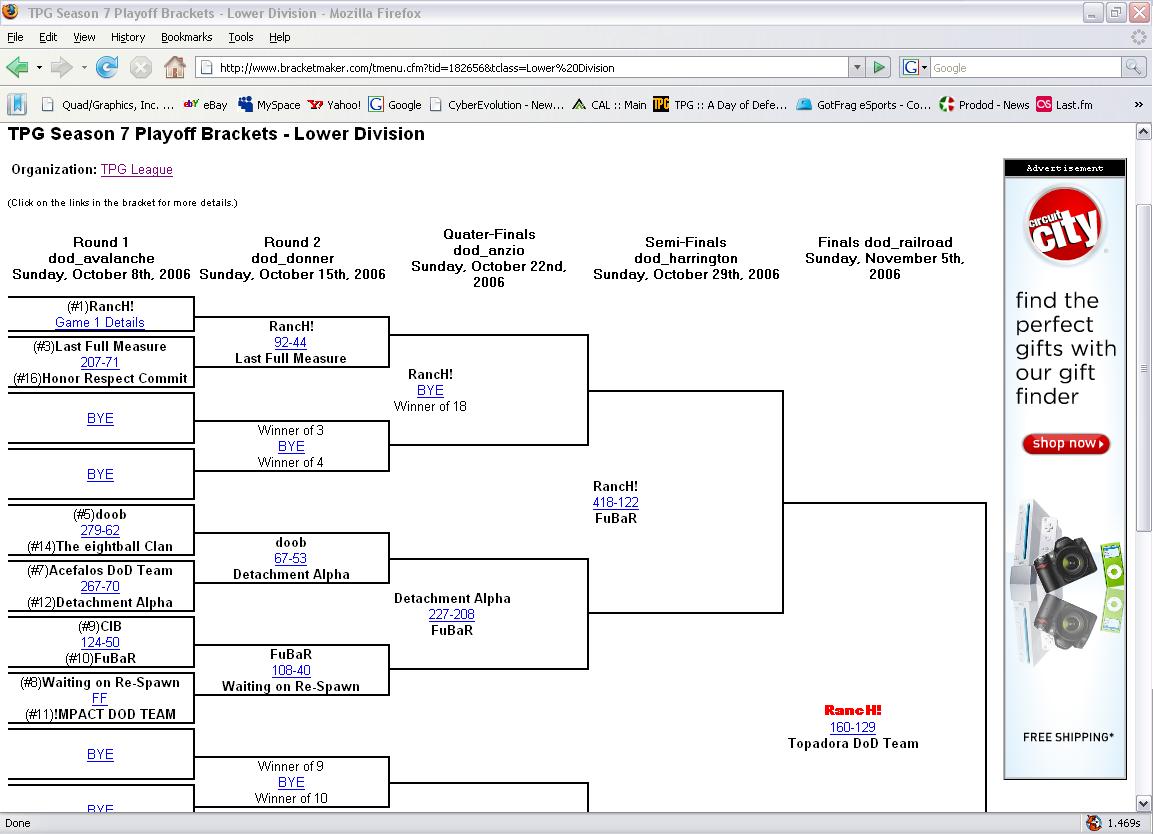 TPG Season 7 Playoff Brackets - Lower Division - Mozilla Firefox
File Edit View History Bookmarks Tools Help
http://www.bracketmaker.com/tmenu.cfm?tid=182656&tclass=Lower%20Division
G Google
Quad/Graphics, Inc. ... eBay MySpace Yahoo! Google CyberEvolution - New... CAL :: Main TPG :: A Day of Defe... GotFrag eSports - Co... Prodod - News Last.fm »
TPG Season 7 Playoff Brackets - Lower Division
Organization: TPG League
(Click on the links in the bracket for more details.)
Round 1
dod_avalanche
Sunday, October 8th, 2006
Round 2
dod_donner
Sunday, October 15th, 2006
Quater-Finals
dod_anzio
Sunday, October 22nd,
2006
Semi-Finals
dod_harrington
Sunday, October 29th, 2006
Finals dod_railroad
Sunday, November 5th,
2006
(#1)RancH!
Game 1 Details
(#3)Last Full Measure
207-71
(#16)Honor Respect Commit
BYE
BYE
(#5)doob
279-62
(#14)The eightball Clan
(#7)Acefalos DoD Team
267-70
(#12)Detachment Alpha
(#9)CIB
124-50
(#10)FuBaR
(#8)Waiting on Re-Spawn
FF
(#11)!MPACT DOD TEAM
BYE
BYE
RancH!
92-44
Last Full Measure
Winner of 3
BYE
Winner of 4
doob
67-53
Detachment Alpha
FuBaR
108-40
Waiting on Re-Spawn
Winner of 9
BYE
Winner of 10
RancH!
BYE
Winner of 18
Detachment Alpha
227-208
FuBaR
RancH!
418-122
FuBaR
RancH!
160-129
Topadora DoD Team
Advertisement
circuit
city
find the
perfect
gifts with
our gift
finder
shop now
FREE SHIPPING*
Done
1.469s